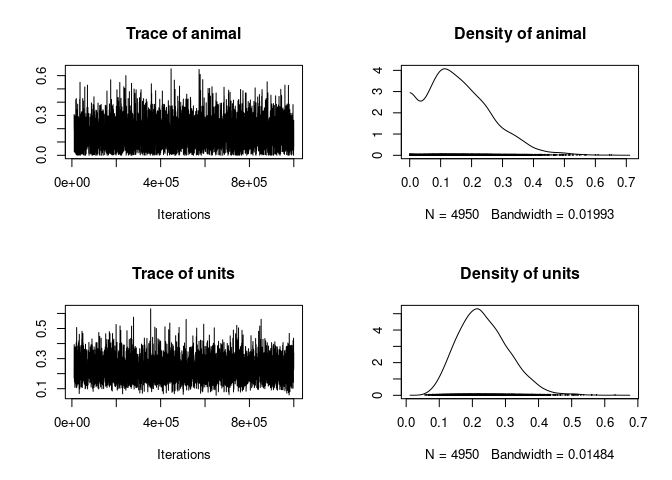 Trace of animal
0.0 0.3 0.6
0e+00 4e+05 8e+05
Iterations
Density of animal
0 1 2 3 4
0.0 0.1 0.2 0.3 0.4 0.5 0.6 0.7
N = 4950 Bandwidth = 0.01993
Trace of units
0.1 0.3 0.5
0e+00 4e+05 8e+05
Iterations
Density of units
0 2 4
0.0 0.1 0.2 0.3 0.4 0.5 0.6 0.7
N = 4950 Bandwidth = 0.01484